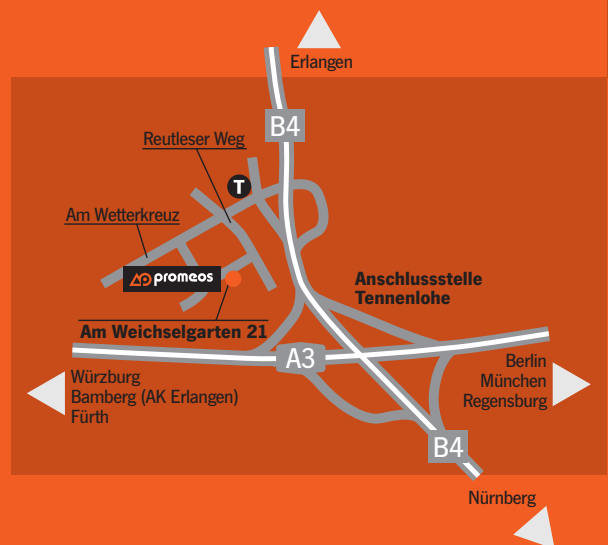 Erlangen
B4
Reutleser Weg
T
Am Wetterkreuz
promeos
Anschlussstelle
Tennenlohe
Am Weichselgarten 21
A3
Würzburg
Bamberg (AK Erlangen)
Fürth
Berlin
München
Regensburg
B4
Nürnberg